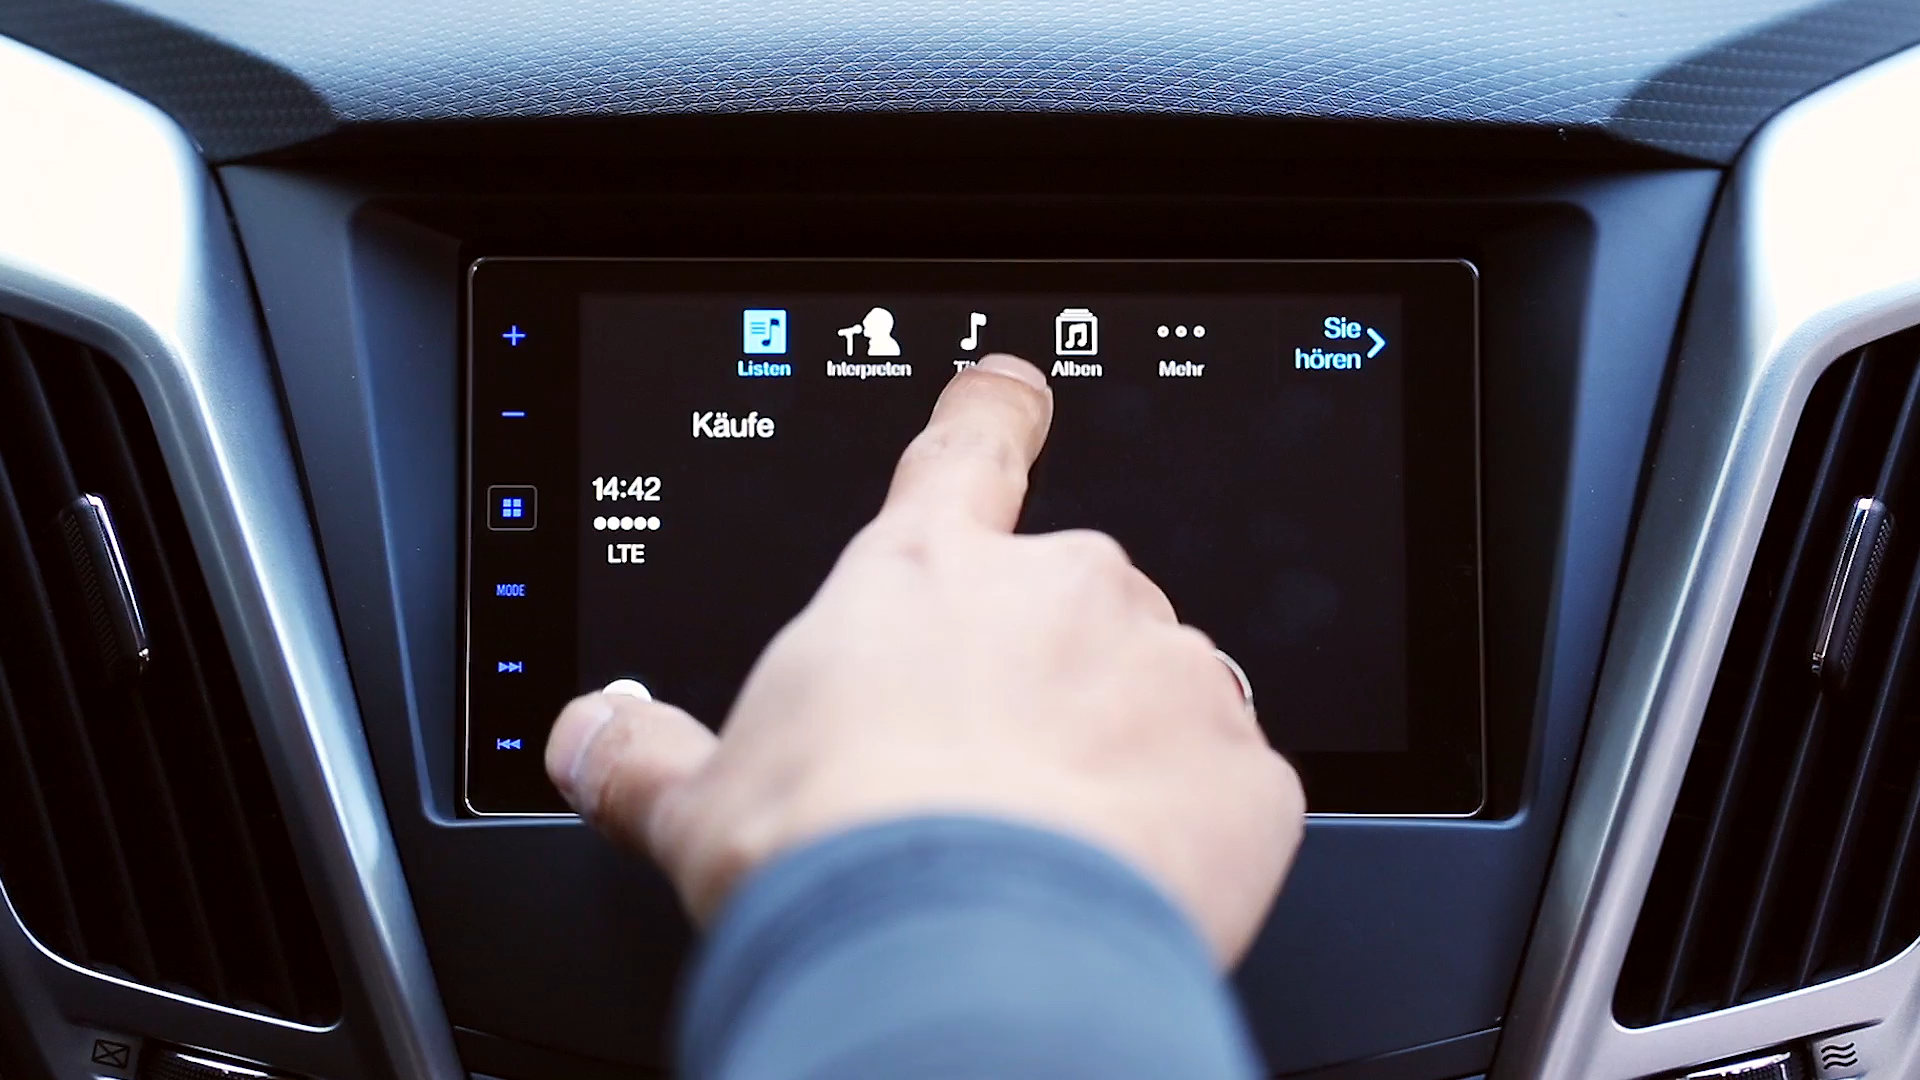 Listen
Interpreten
Alben
Mehr
Sie
hören
Käufe
14:42
LTE
MODE